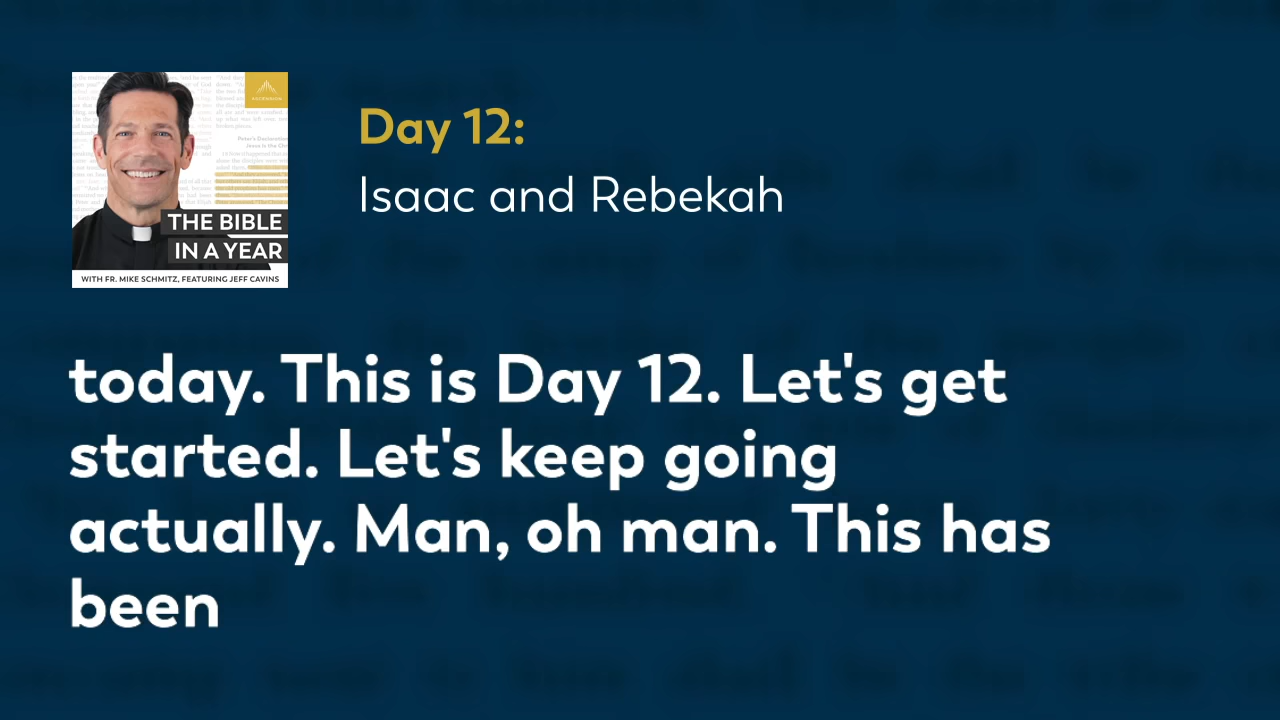 ASCENSION
THE BIBLE
IN A YEAR
WITH FR. MIKE SCHMITZ, FEATURING JEFF CAVINS
Day 12:
Isaac and Rebekah
today. This is Day 12. Let's get
started. Let's keep going
actually. Man, oh man. This has
been